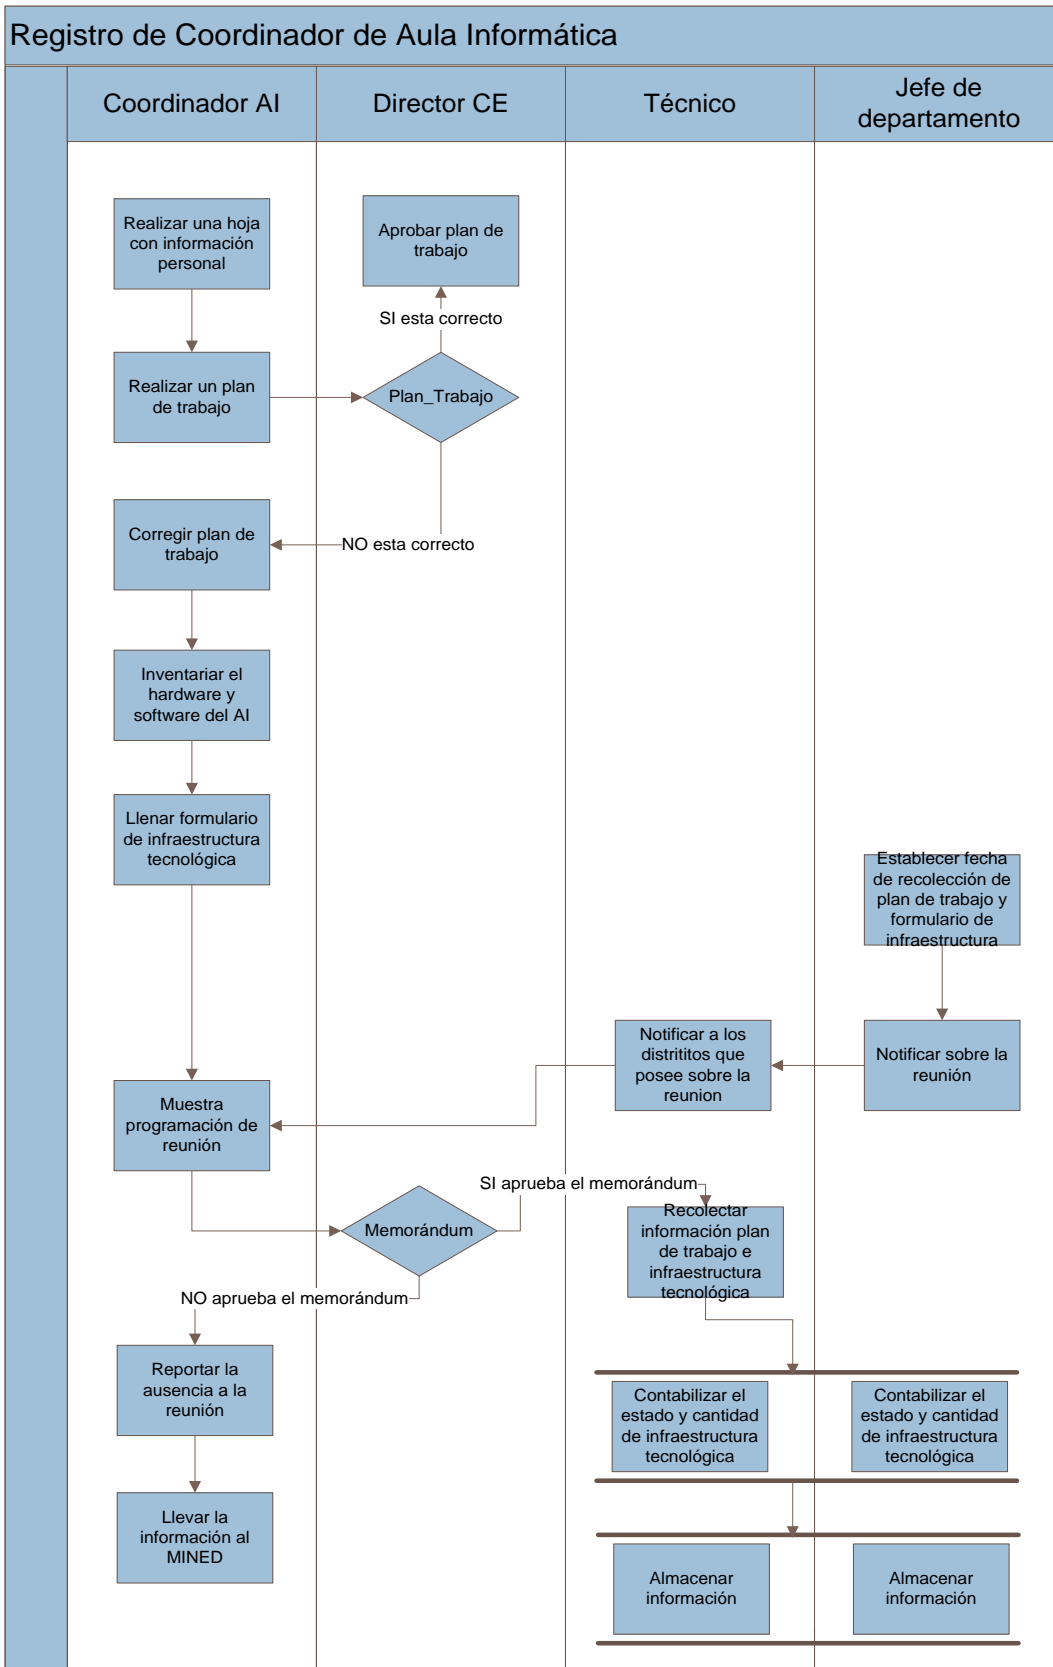 Registro de Coordinador de Aula Informática
Coordinador AI
Director CE
Técnico
Jefe de
departamento
Realizar una hoja
con información
personal
Aprobar plan de
trabajo
SI esta correcto
Realizar un plan
de trabajo
Plan_Trabajo
Corregir plan de
trabajo
NO esta correcto
Inventariar el
hardware y
software del AI
Llenar formulario
de infraestructura
tecnológica
Establecer fecha
de recolección de
plan de trabajo y
formulario de
infraestructura
Notificar a los
distrititos que
posee sobre la
reunion
Notificar sobre la
reunión
Muestra
programación de
reunión
SI aprueba el memorándum
Memorándum
Recolectar
información plan
de trabajo e
infraestructura
tecnológica
NO aprueba el memorándum
Reportar la
ausencia a la
reunión
Contabilizar el
estado y cantidad
de infraestructura
tecnológica
Contabilizar el
estado y cantidad
de infraestructura
tecnológica
Llevar la
información al
MINED
Almacenar
información
Almacenar
información